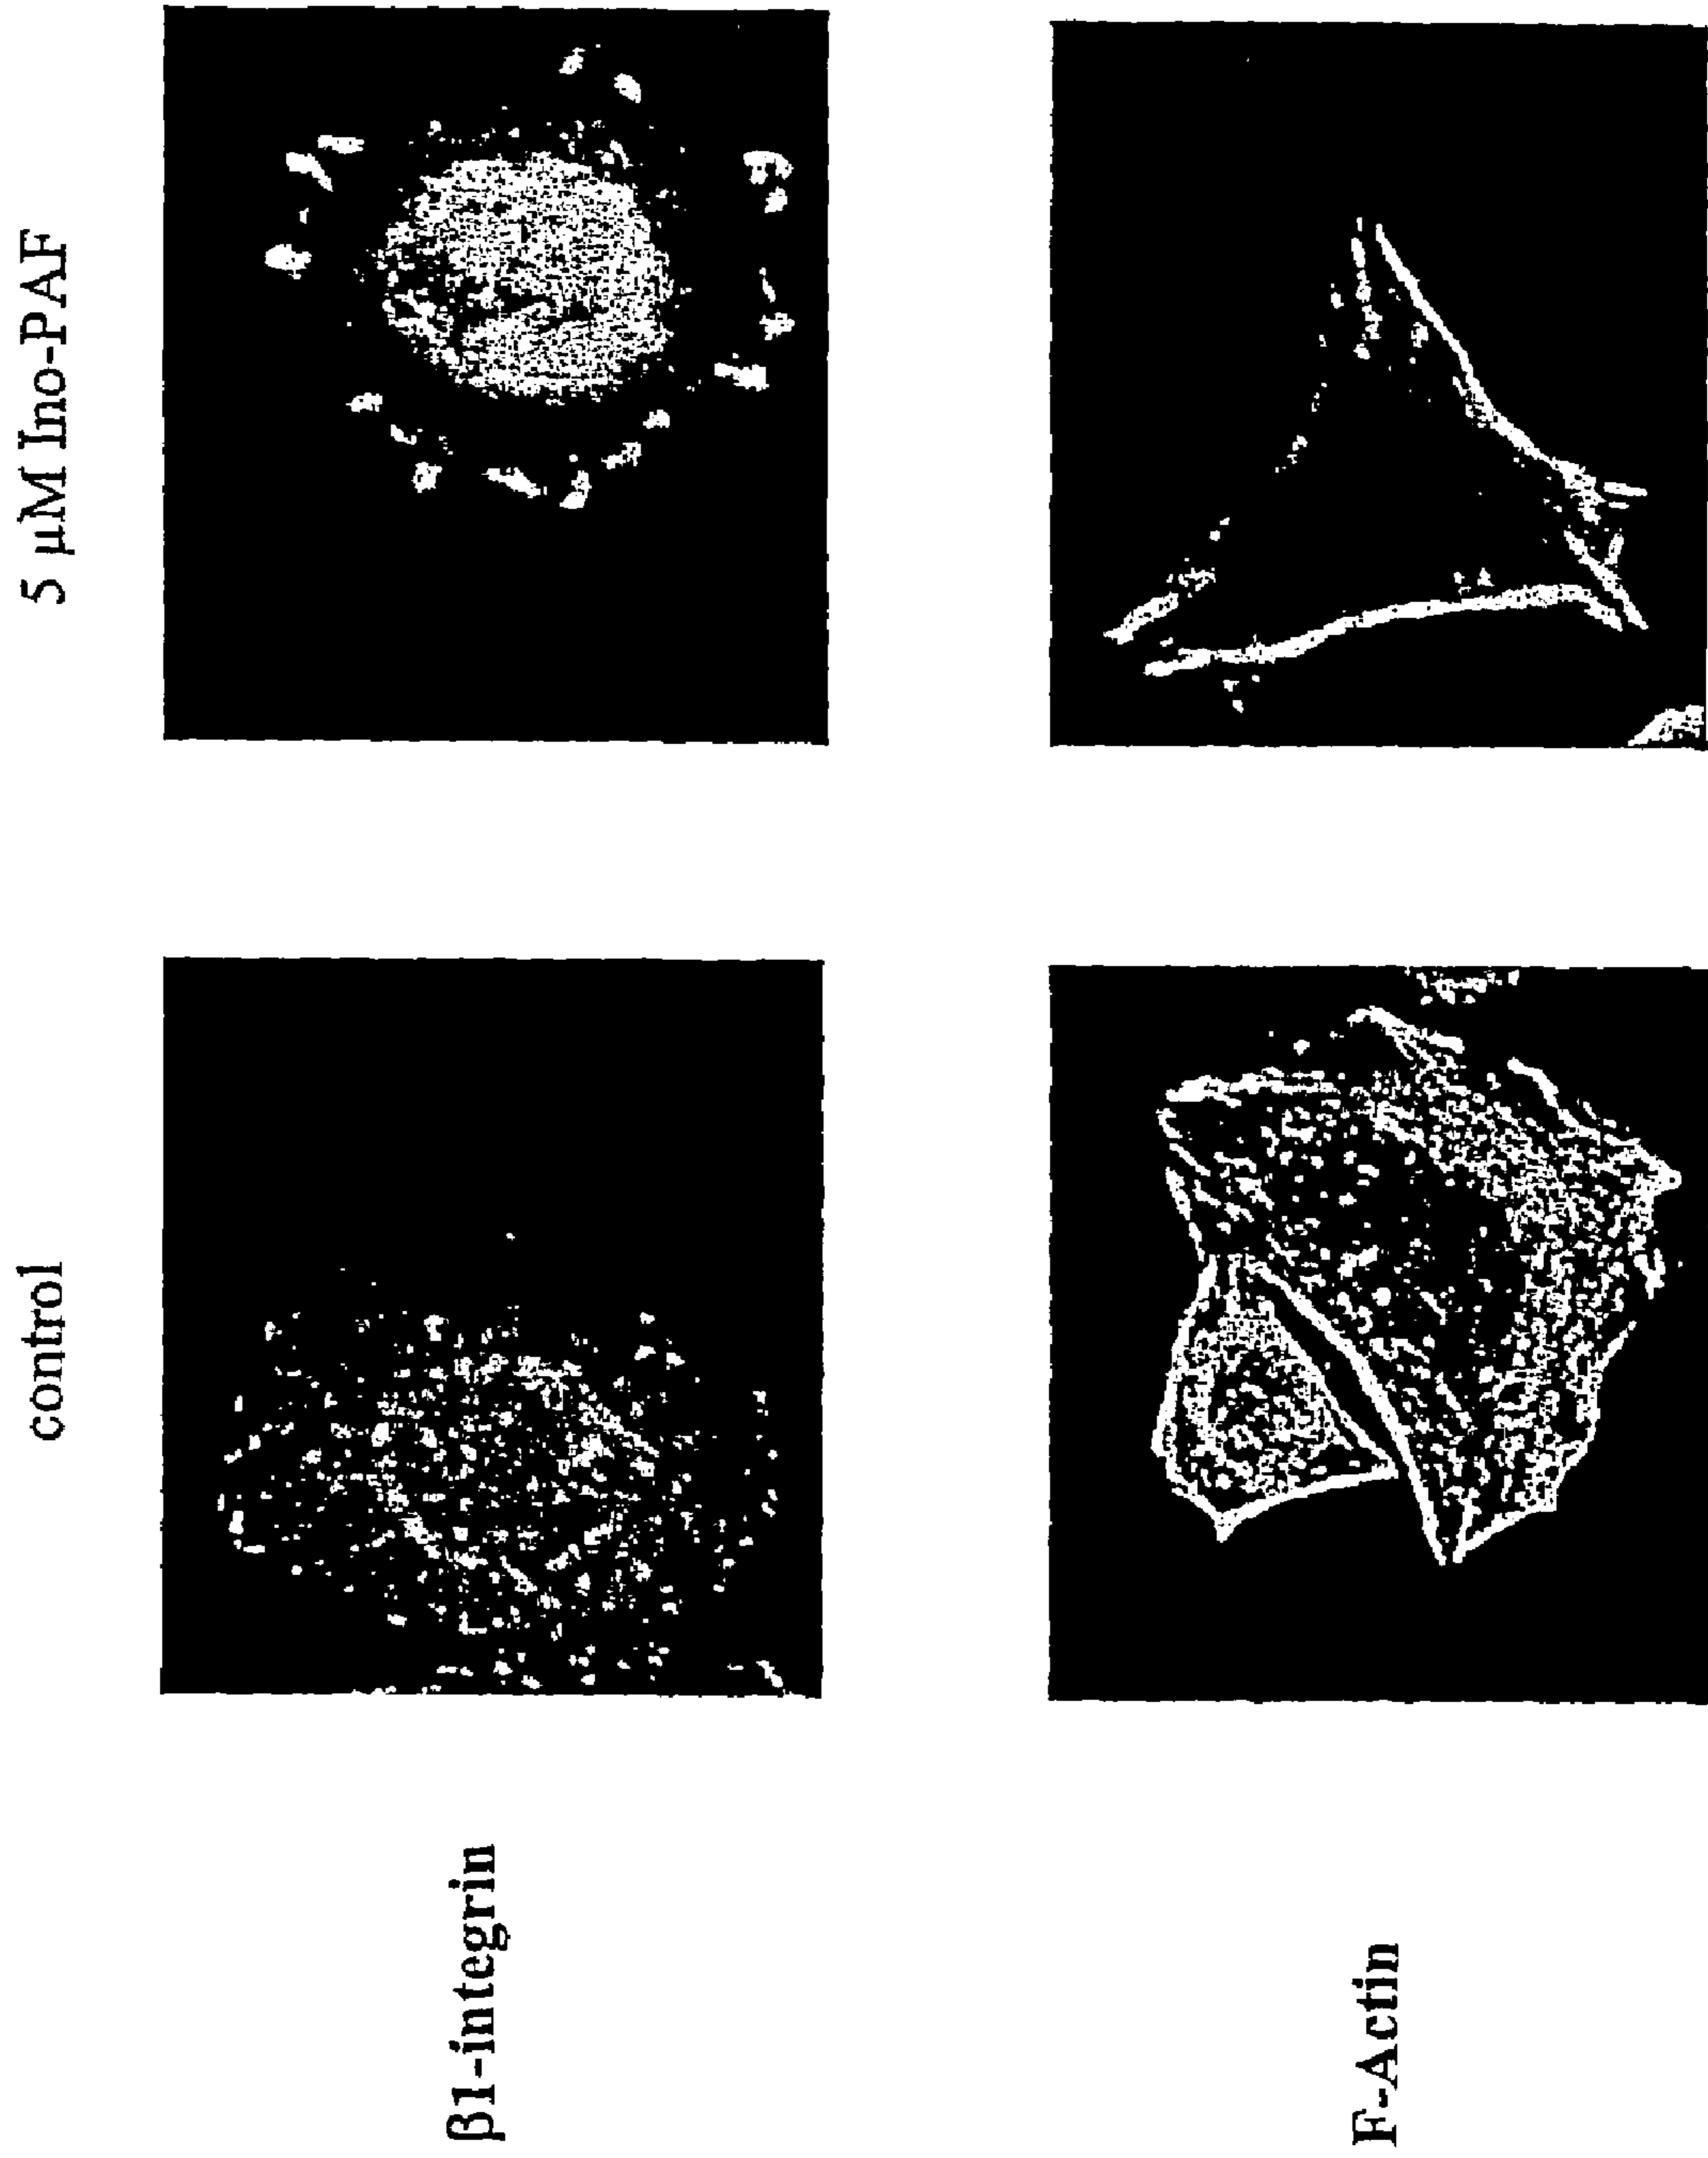 control
5 μM Ino-PAF
β1-integrin
F-Actin